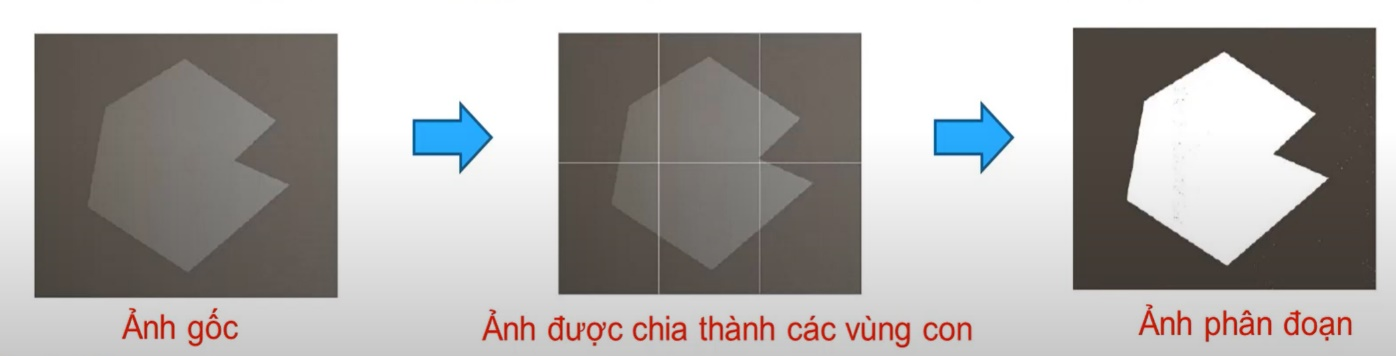 Ảnh gốc
Ảnh được chia thành các vùng con
Ảnh phân đoạn